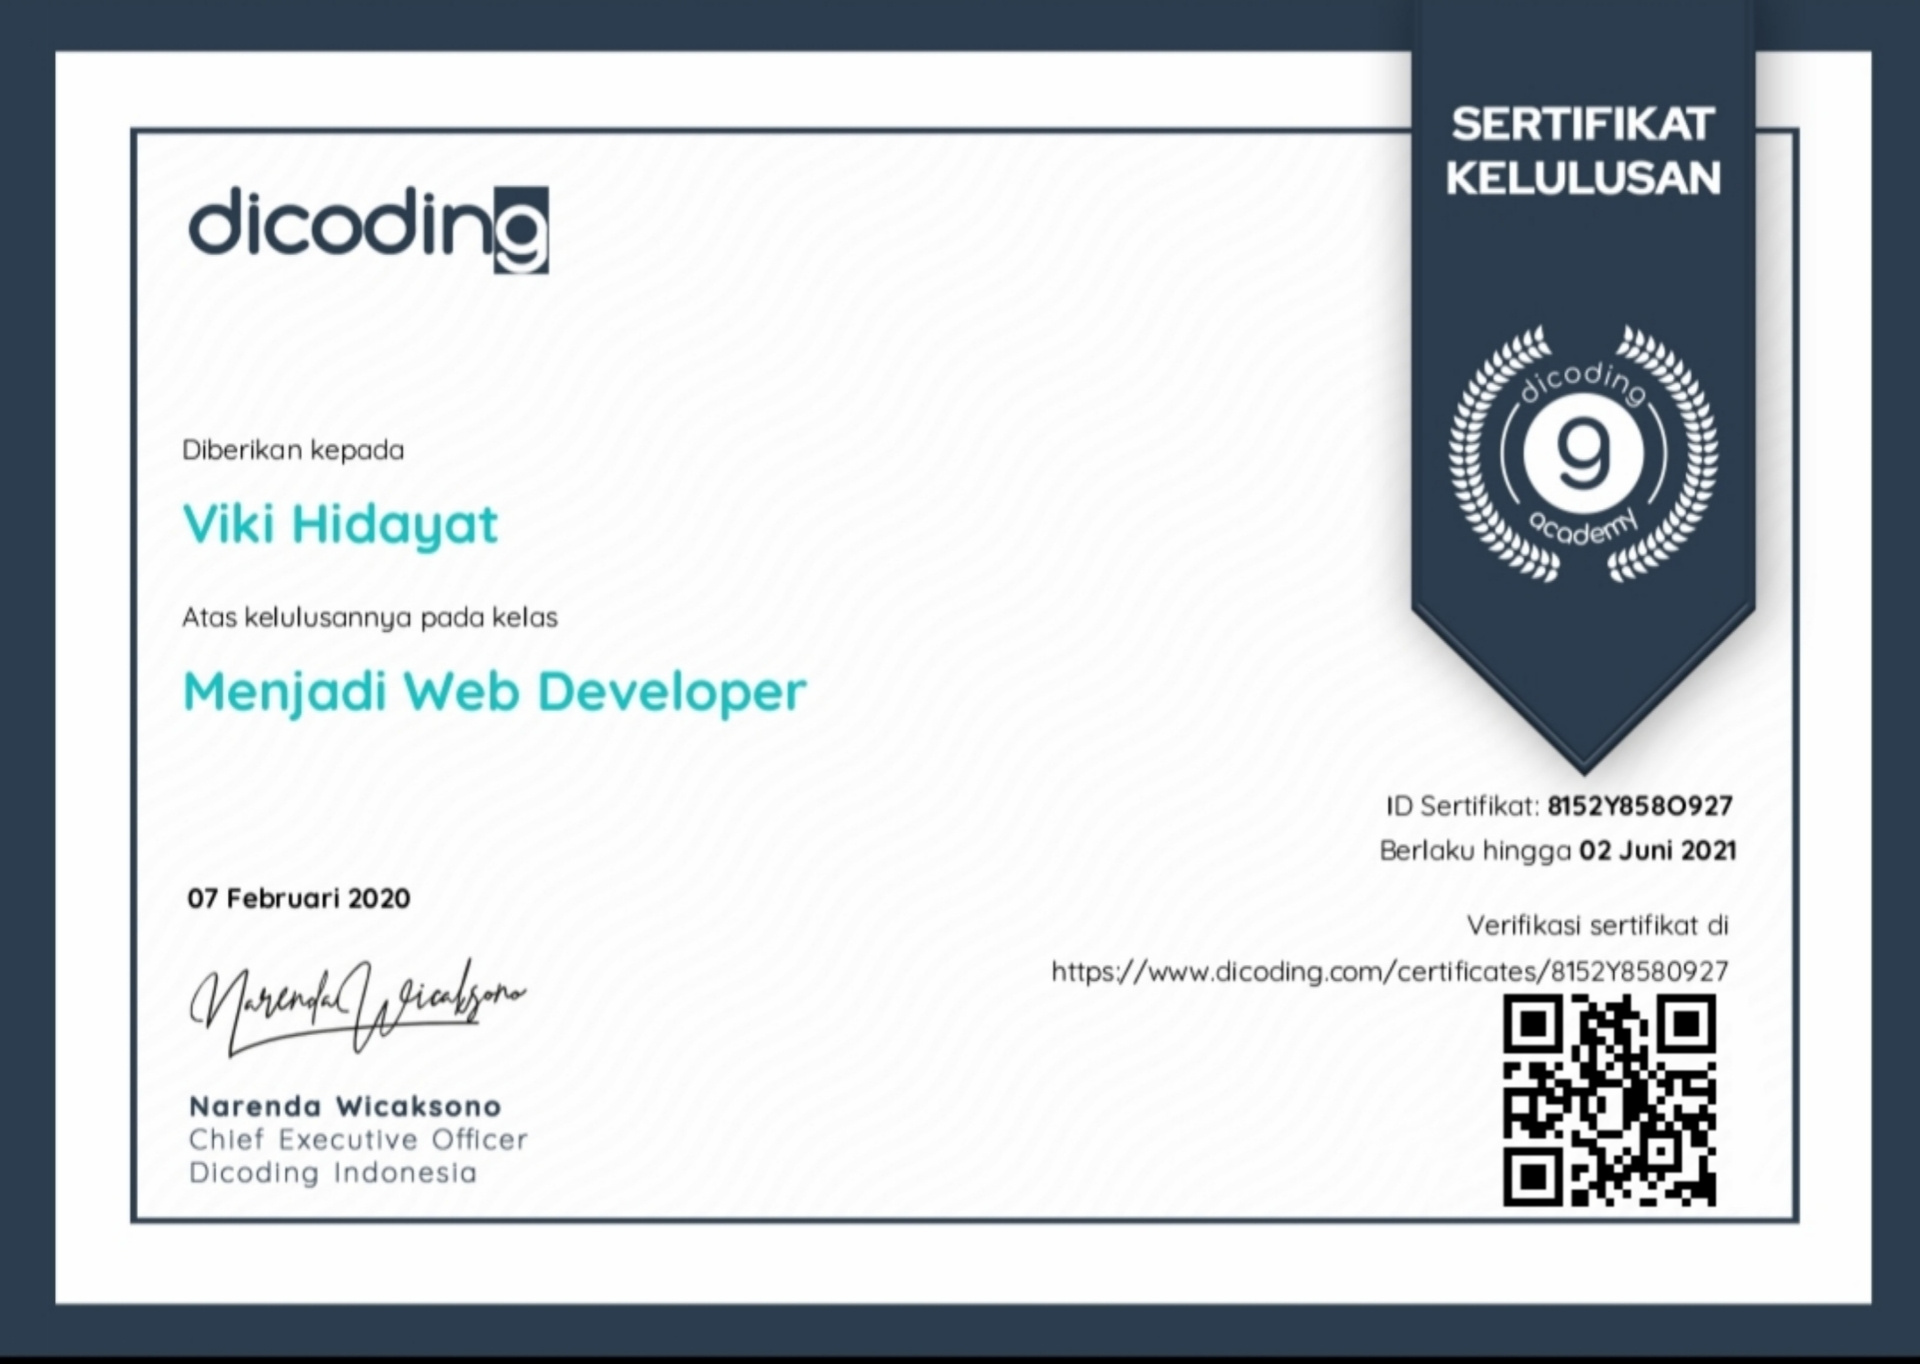 SERTIFIKAT
KELULUSAN
dicoding
dicoding
g
academy
Diberikan kepada
Viki Hidayat
Atas kelulusannya pada kelas
Menjadi Web Developer
ID Sertifikat: 8152Y858O927
Berlaku hingga 02 Juni 2021
07 Februari 2020
Verifikasi sertifikat di
https://www.dicoding.com/certificates/8152Y8580927
Narenda Wicaksono
Narenda Wicaksono
Chief Executive Officer
Dicoding Indonesia